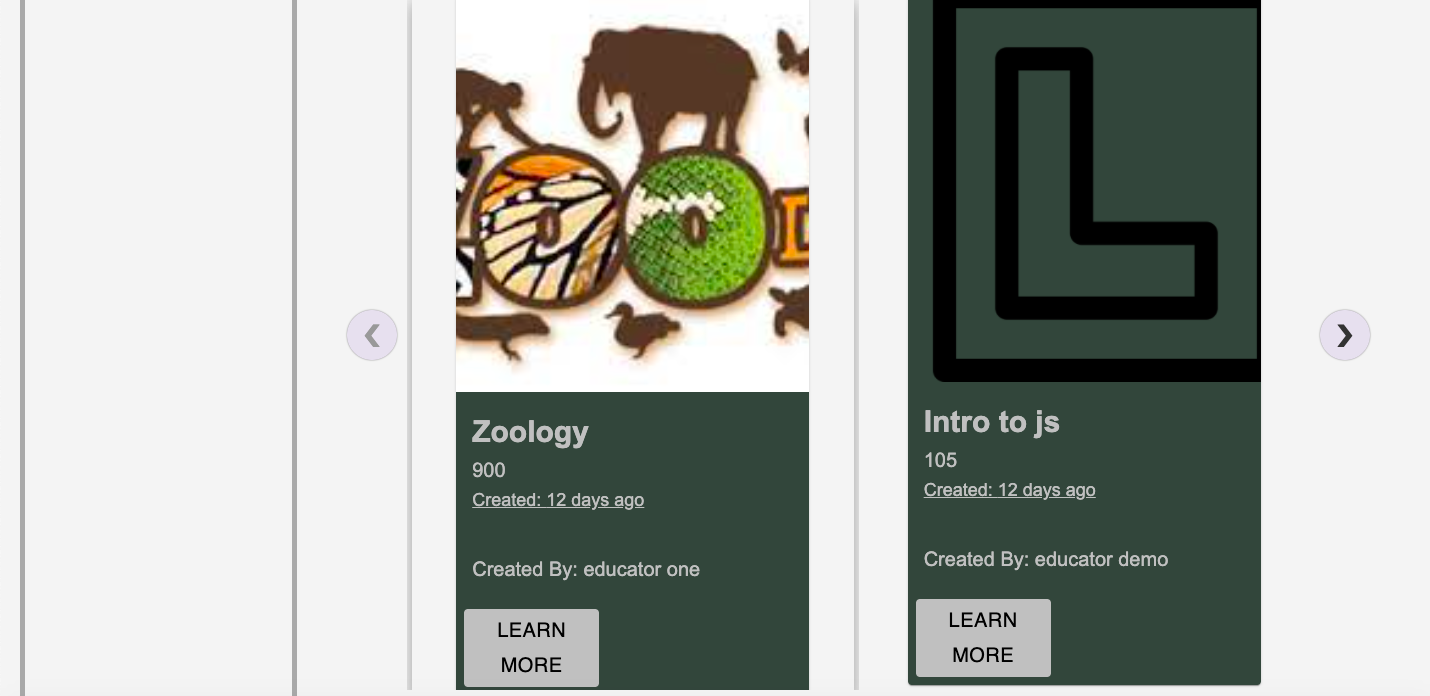 ZOOL
Zoology
900
Created: 12 days ago
Created By: educator one
LEARN
MORE
L
Intro to js
105
Created: 12 days ago
Created By: educator demo
LEARN
MORE